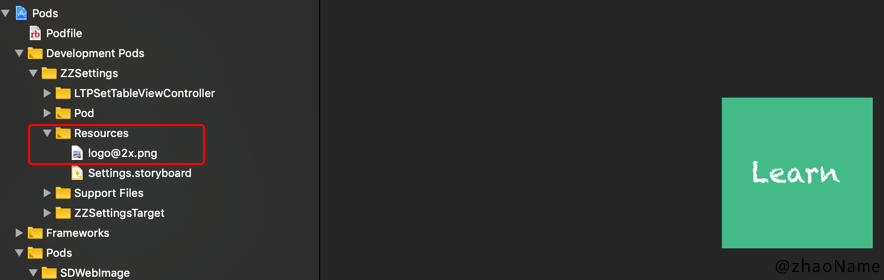 Pods
Podfile
Development Pods
ZZSettings
LTPSetTableViewController
Pod
Resources
logo@2x.png
Settings.storyboard
Support Files
ZZSettingsTarget
Frameworks
Pods
SDWebImage
Learn
@zhaoName